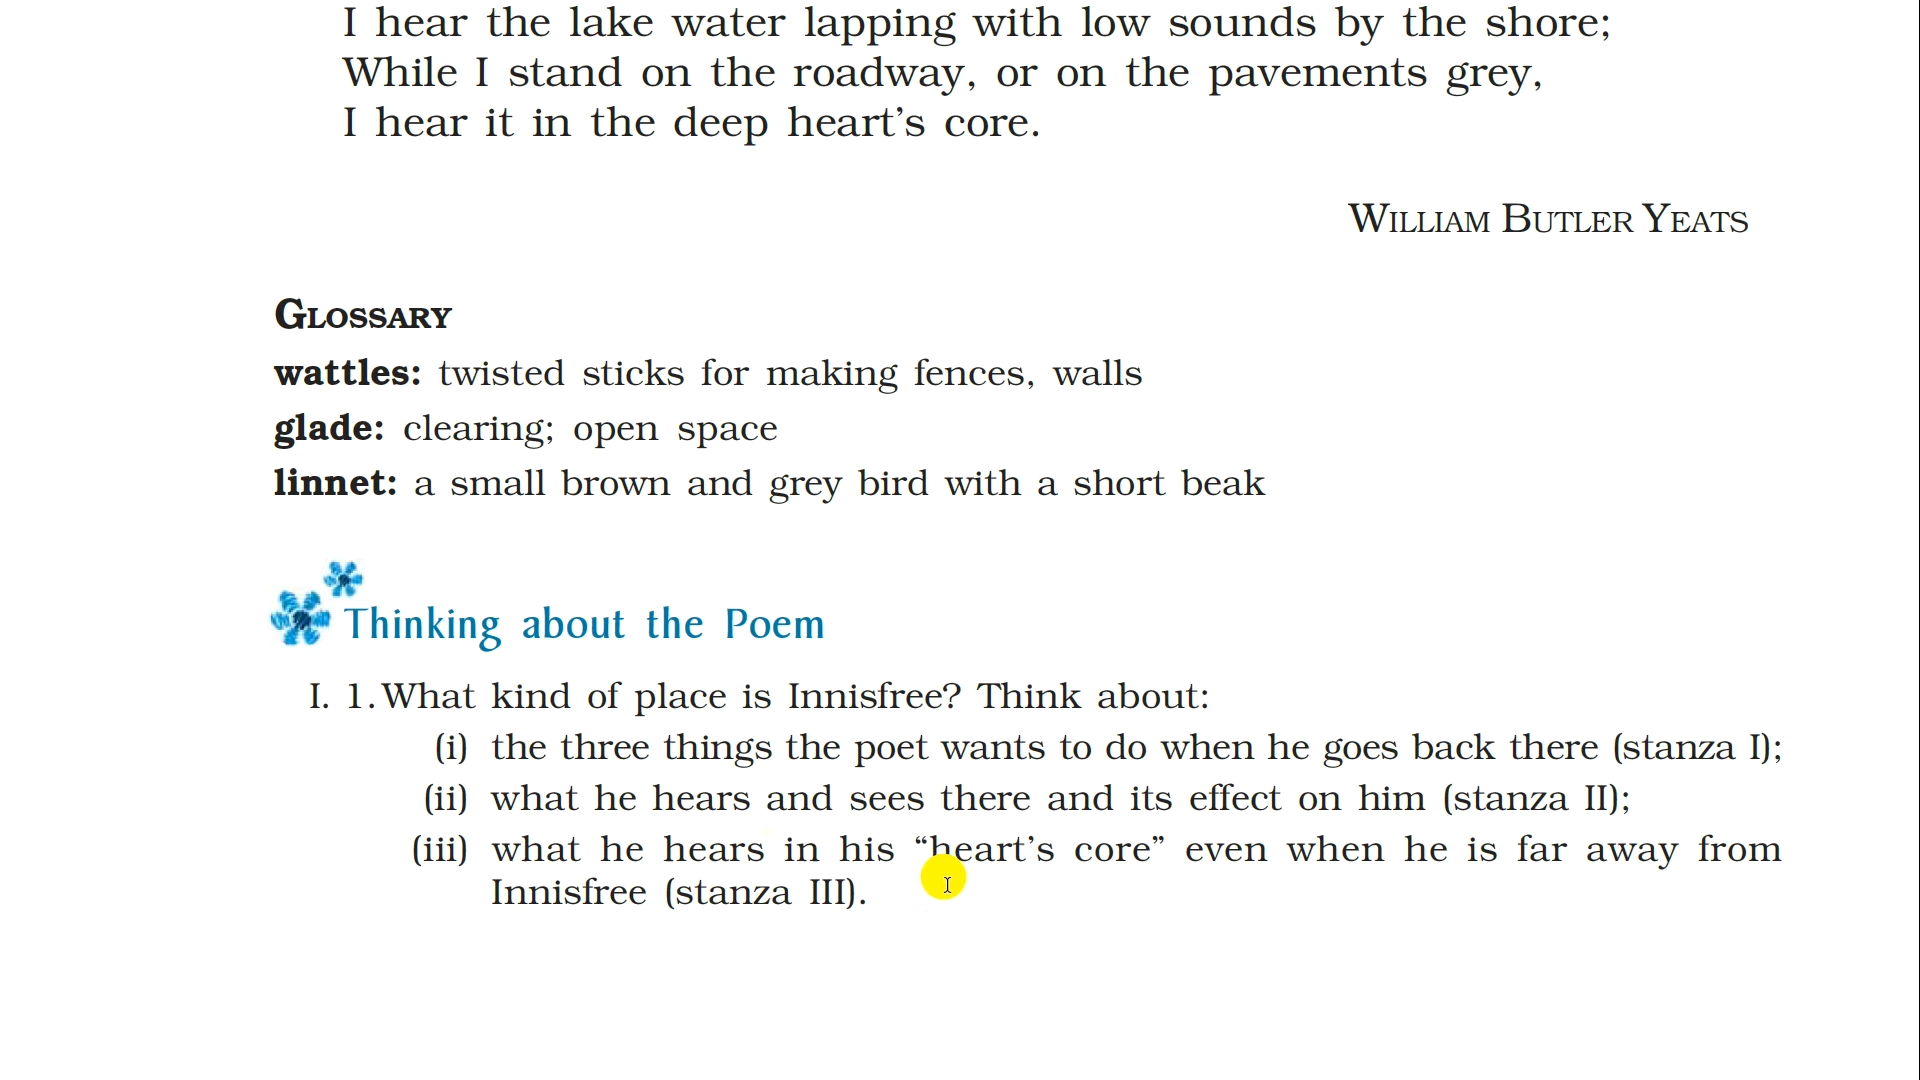 I hear the lake water lapping with low sounds by the shore;
While I stand on the roadway, or on the pavements grey,
I hear it in the deep heart’s core.
WILLIAM BUTLER YEATS
GLOSSARY
wattles: twisted sticks for making fences, walls
glade: clearing; open space
linnet: a small brown and grey bird with a short beak
Thinking about the Poem
I. 1. What kind of place is Innisfree? Think about:
(i) the three things the poet wants to do when he goes back there (stanza I);
(ii) what he hears and sees there and its effect on him (stanza II);
(iii) what he hears in his “heart’s core” even when he is far away from
Innisfree (stanza III).